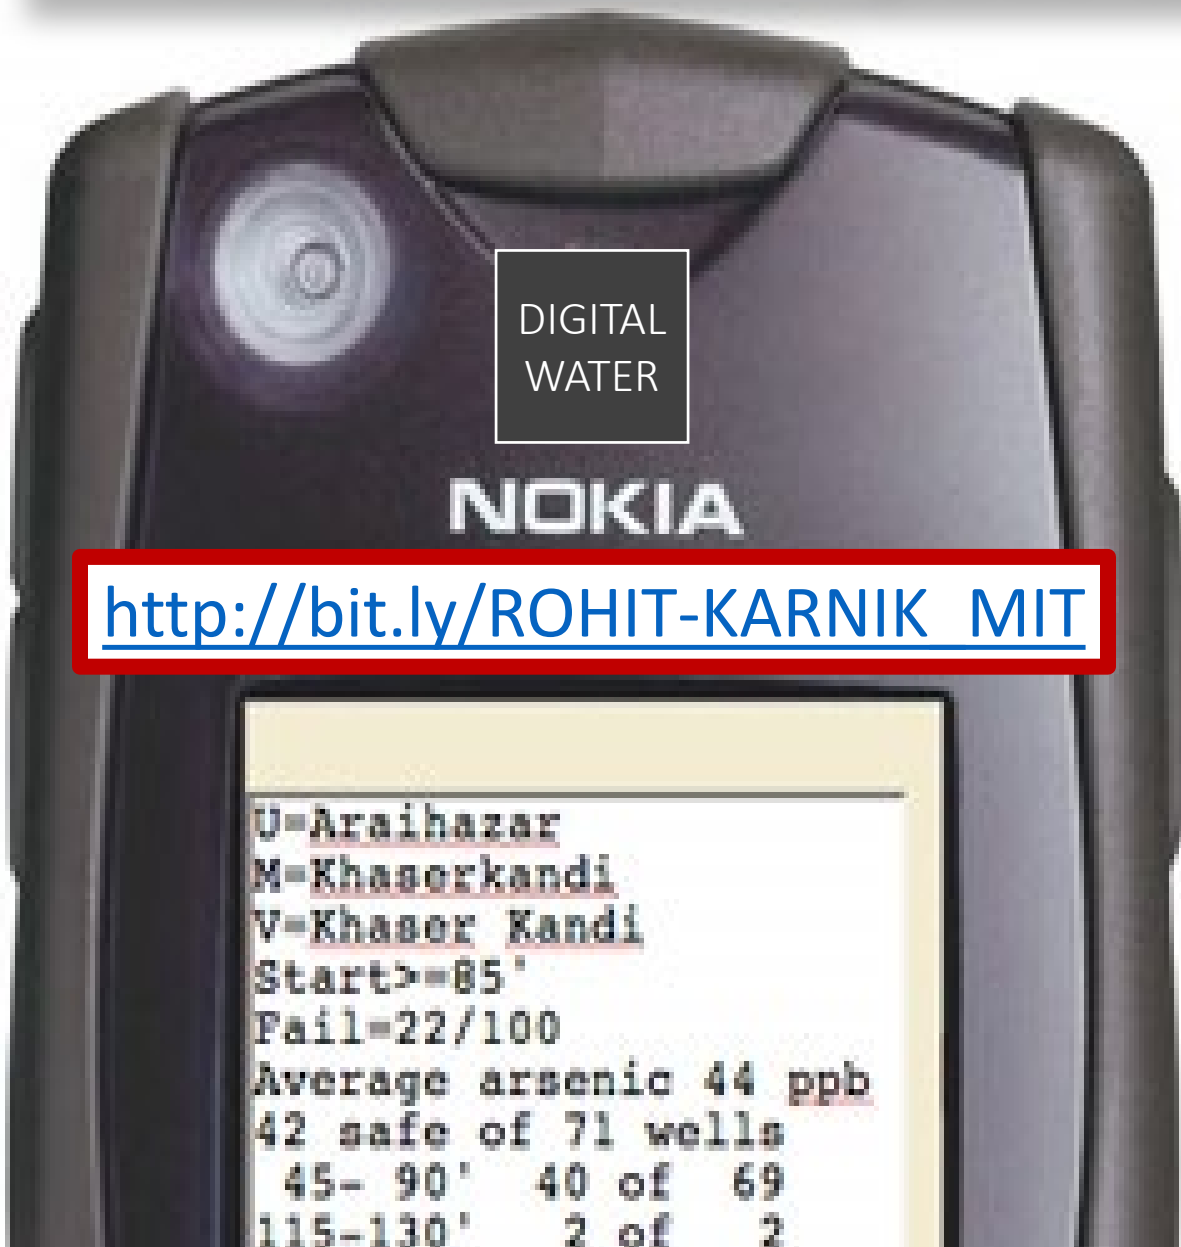 DIGITAL
WATER
NOKIA
http://bit.ly/ROHIT-KARNIK_MIT
U=Araihazar
M=Khaserkandi
V=Khaser Kandi
Start>=85'
Fail=22/100
Average arsenic 44 ppb
42 safe of 71 wells
45- 90' 40 of 69
115-130' 2 of 2